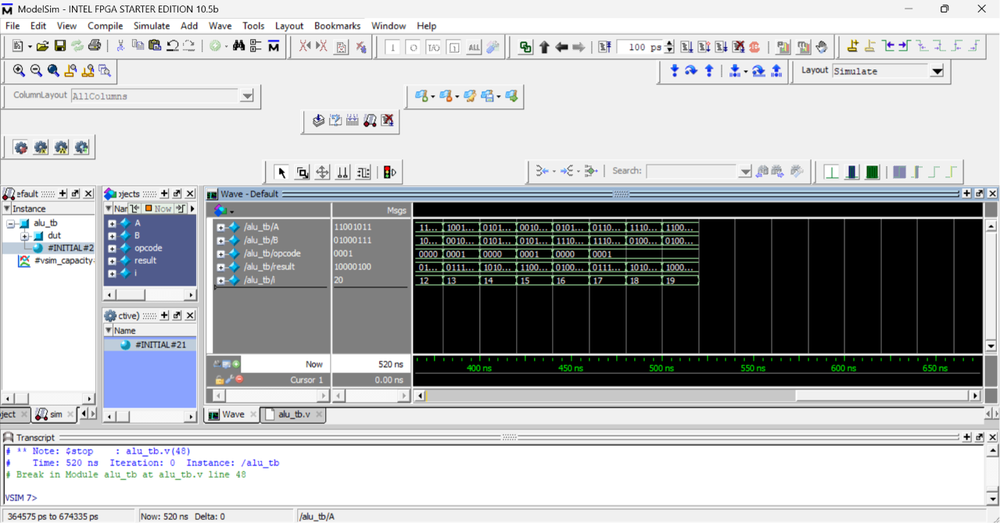 ModelSim - INTEL FPGA STARTER EDITION 10.5b
File Edit View Compile Simulate Add Wave Tools Layout Bookmarks Window Help
100 ps
Layout Simulate
ColumnLayout AllColumns
Search:
efault
Instance
alu_tb
dut
#INITIAL#2
#vsim_capacity
ject
sim
ojects
Nar
Now
A
B
opcode
result
i
ctive)
Name
#INITIAL#21
Wave - Default
Msgs
/alu_tb/A 11001011 11... 1001... 0101... 0010... 0101... 0110... 1110... 1100...
/alu_tb/B 01000111 10... 0010... 0101... 0101... 1110... 1110... 0100... 0100...
/alu_tb/opcode 0001 0000 0001 0000 0001 0000 0001
/alu_tb/result 10000100 01... 0111... 1010... 1100... 0100... 0111... 1010... 1000...
/alu_tb/i 20 12 13 14 15 16 17 18 19
Now 520 ns
400 ns 450 ns 500 ns 550 ns 600 ns 650 ns
Cursor 1 0.00 ns
Wave
alu_tb.v
Transcript
# ** Note: $stop : alu_tb.v(48)
# Time: 520 ns Iteration: 0 Instance: /alu_tb
# Break in Module alu_tb at alu_tb.v line 48
VSIM 7>
364575 ps to 674335 ps Now: 520 ns Delta: 0 /alu_tb/A